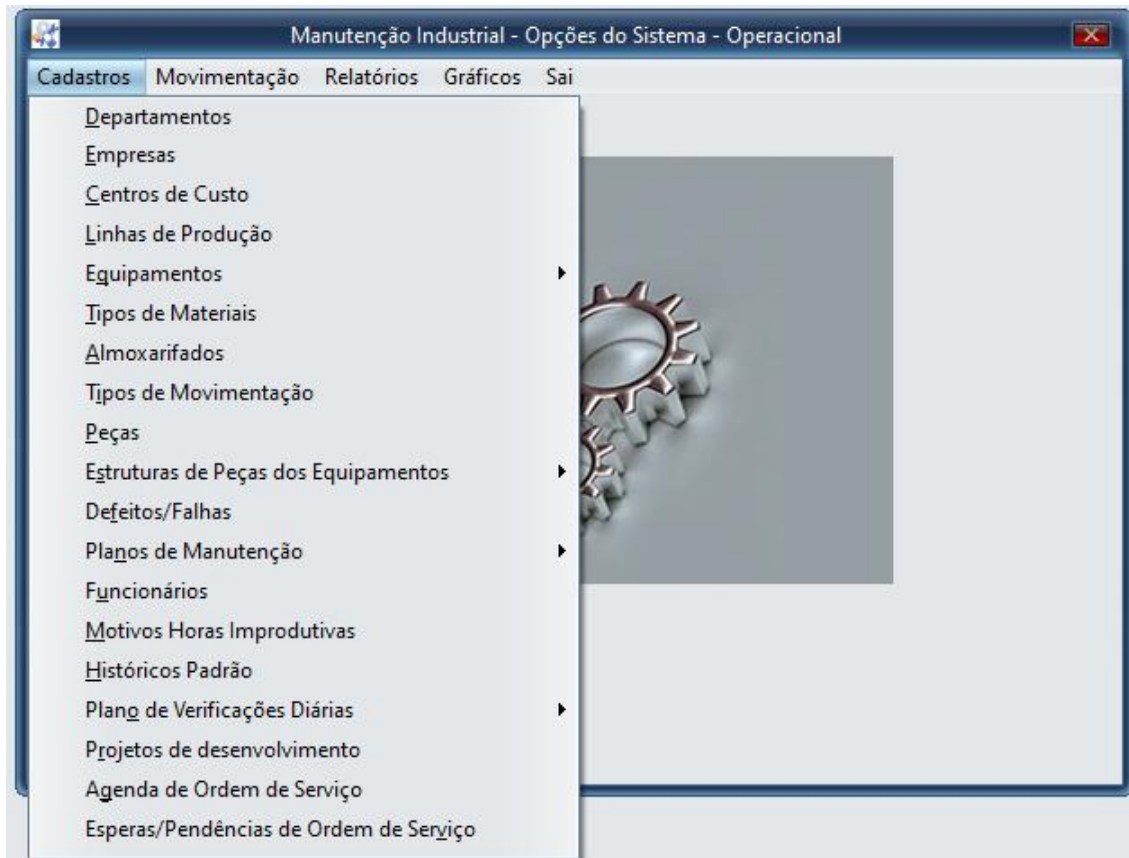 Manutenção Industrial - Opções do Sistema - Operacional
Cadastros Movimentação Relatórios Gráficos Sai
Departamentos
Empresas
Centros de Custo
Linhas de Produção
Equipamentos
Tipos de Materiais
Almoxarifados
Tipos de Movimentação
Peças
Estruturas de Peças dos Equipamentos
Defeitos/Falhas
Planos de Manutenção
Funcionários
Motivos Horas Improdutivas
Históricos Padrão
Plano de Verificações Diárias
Projetos de desenvolvimento
Agenda de Ordem de Serviço
Esperas/Pendências de Ordem de Serviço